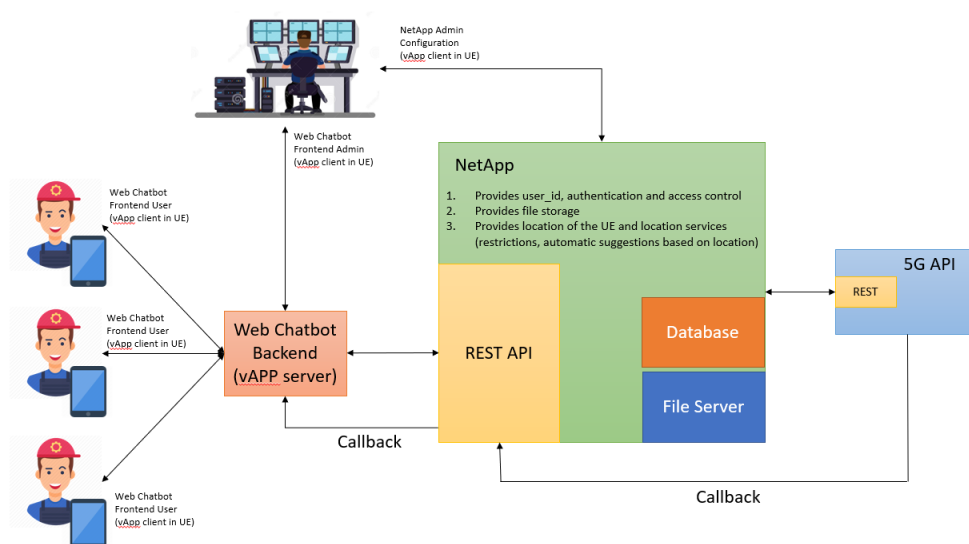 NetApp Admin
Configuration
(vApp client in UE)
Web Chatbot
Frontend Admin
(vApp client in UE)
Web Chatbot
Frontend User
(vApp client in UE)
Web Chatbot
Frontend User
(vApp client in UE)
Web Chatbot
Frontend User
(vApp client in UE)
Web Chatbot
Backend
(vAPP server)
Callback
NetApp
1. Provides user_id, authentication and access control
2. Provides file storage
3. Provides location of the UE and location services
(restrictions, automatic suggestions based on location)
REST API
Database
File Server
5G API
REST
Callback